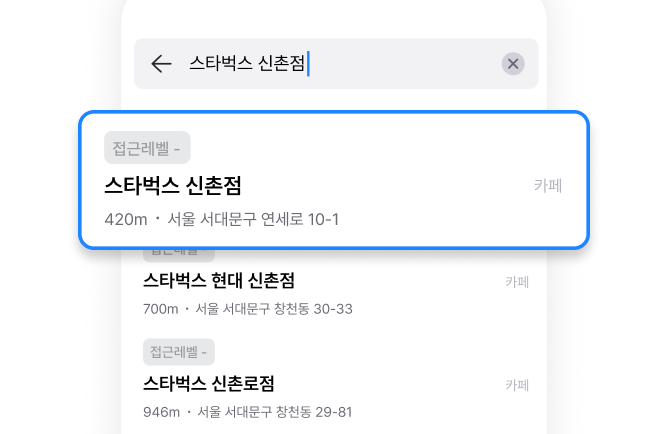 스타벅스 신촌점
접근레벨 -
스타벅스 신촌점
카페
420m · 서울 서대문구 연세로 10-1
접근레벨 -
스타벅스 현대 신촌점
카페
700m · 서울 서대문구 창천동 30-33
접근레벨 -
스타벅스 신촌로점
카페
946m · 서울 서대문구 창천동 29-81